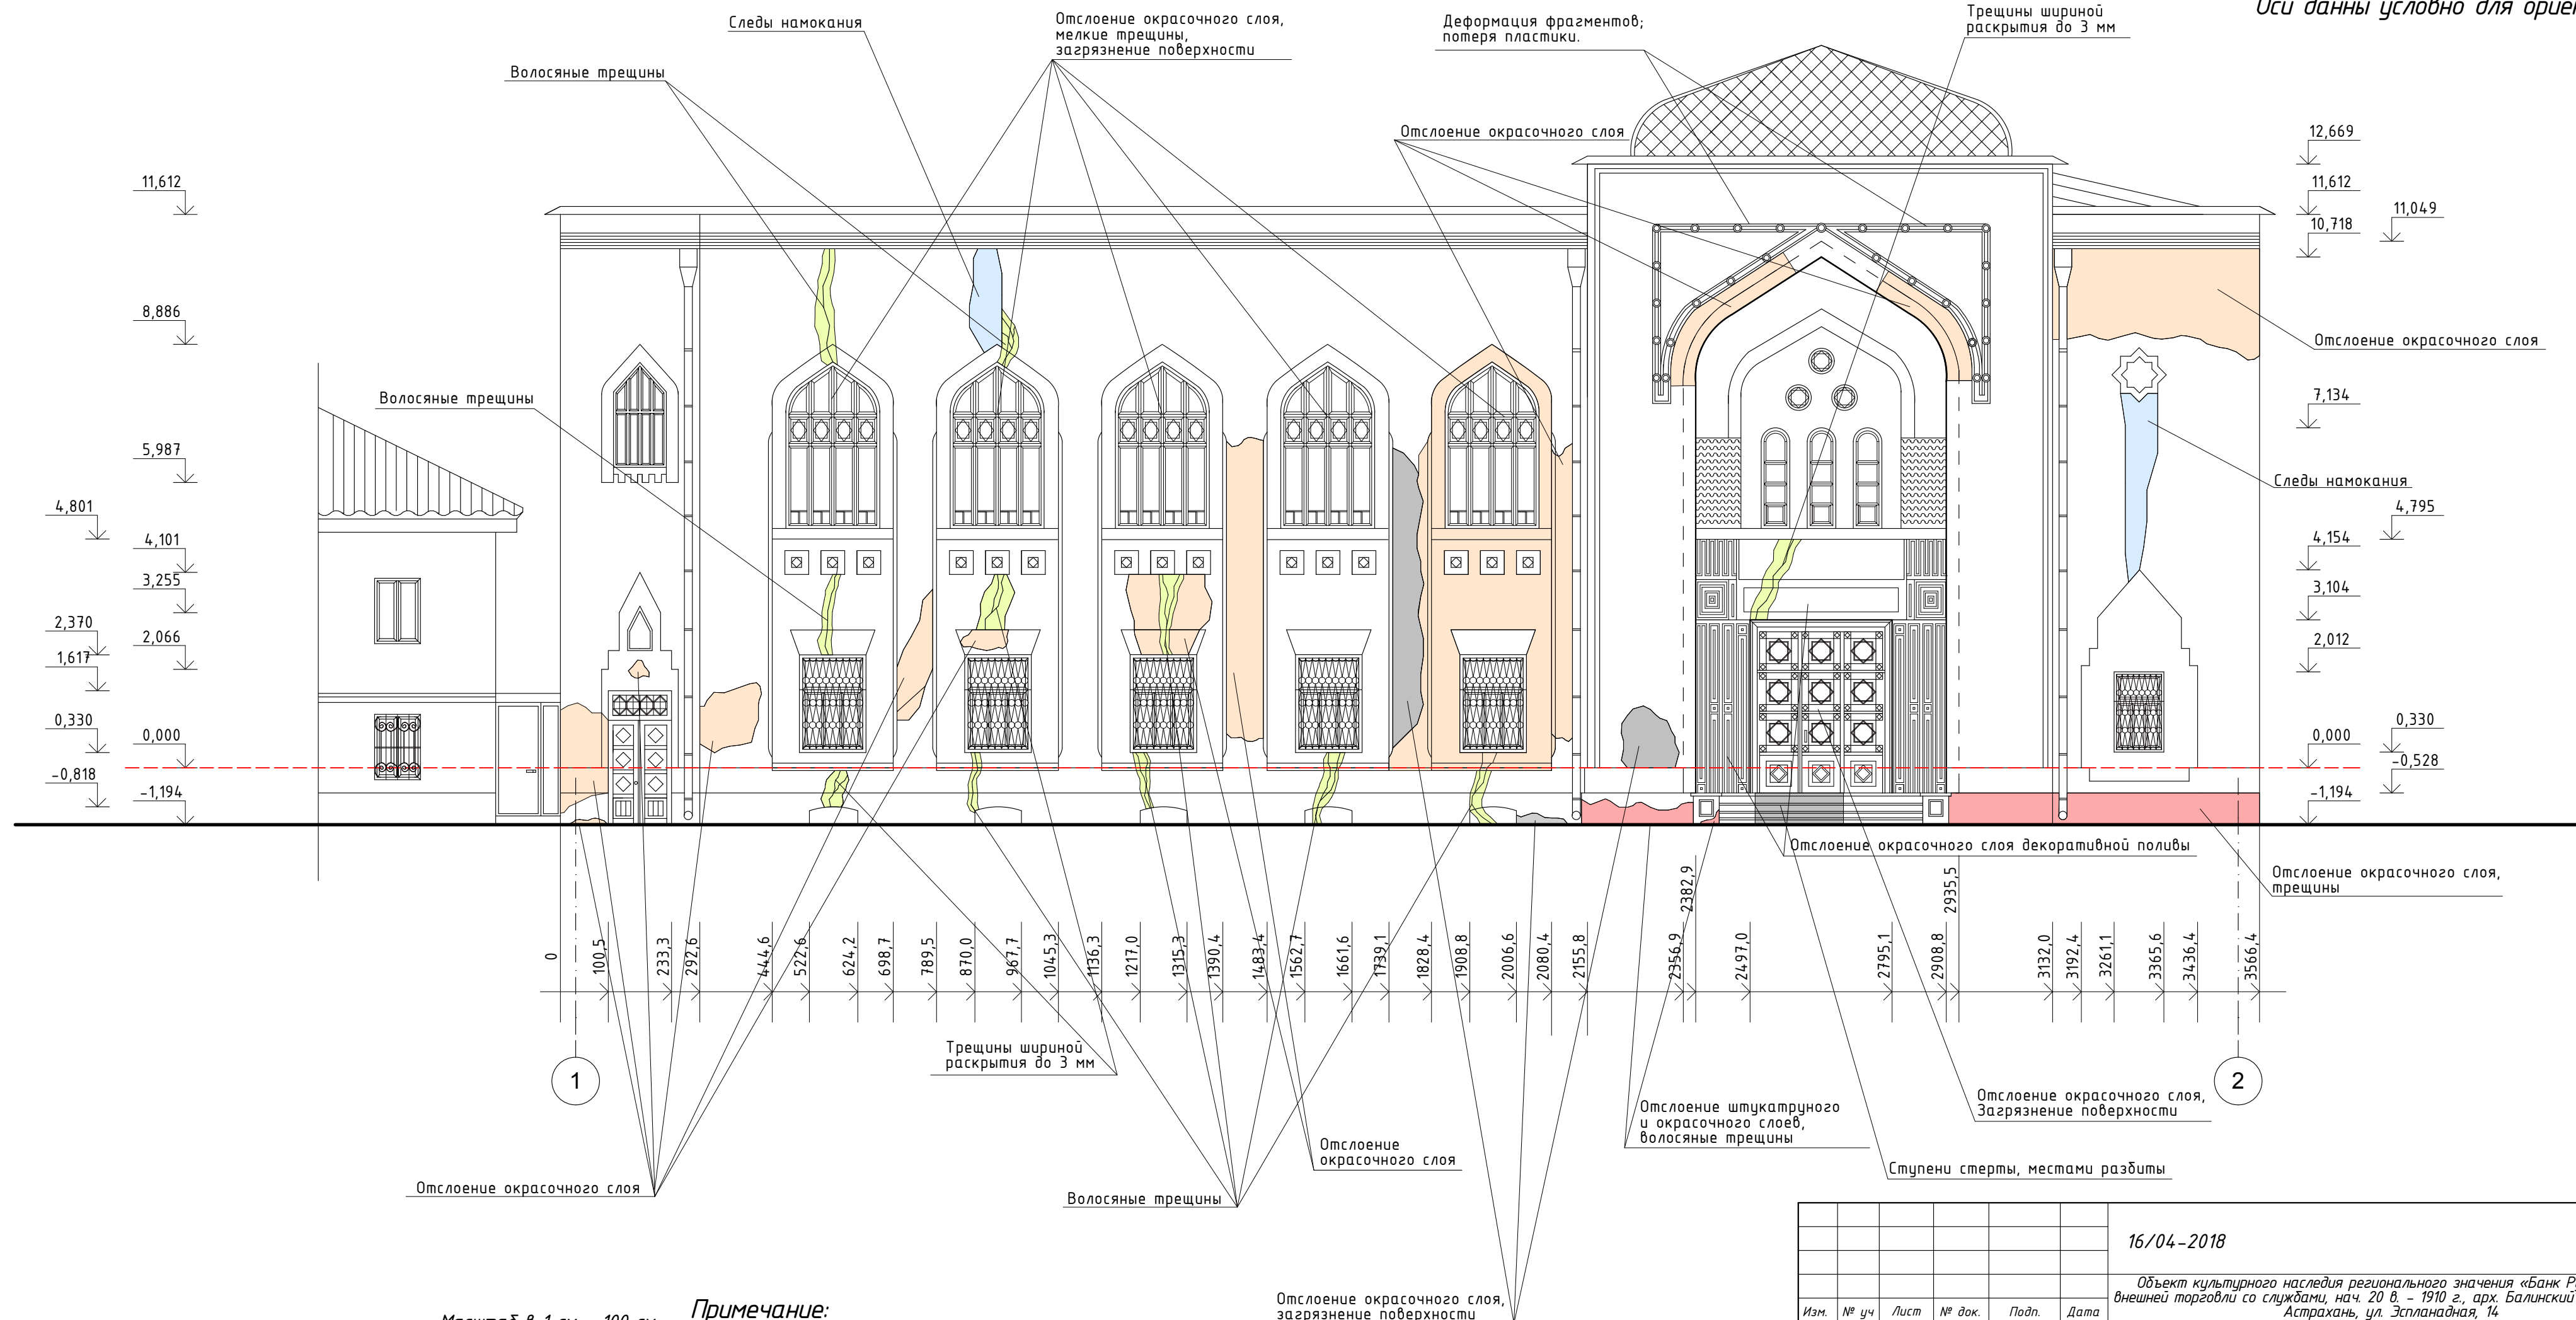 Оси данны условно для
Следы намокания
Отслоение окрасочного слоя,
мелкие трещины,
загрязнение поверхности
Деформация фрагментов;
потеря пластики.
Трещины шириной
раскрытия до 3 мм
Волосяные трещины
Отслоение окрасочного слоя
Волосяные трещины
Отслоение окрасочного слоя
Следы намокания
11,612
8,886
5,987
4,801
4,101
3,255
2,370
2,066
1,617
0,330
0,000
-0,818
-1,194
12,669
11,612
11,049
10,718
7,134
4,795
4,154
3,104
2,012
0,330
0,000
-0,528
-1,194
Отслоение окрасочного слоя декоративной поливы
Отслоение окрасочного слоя,
трещины
0
100,5
233,3
292,6
444,6
522,6
624,2
698,7
789,5
870,0
967,7
1045,3
1136,3
1217,0
1315,3
1390,4
1483,4
1562,7
1661,6
1739,1
1828,4
1908,8
2006,6
2080,4
2155,8
2356,9
2382,9
2497,0
2795,1
2908,8
2935,5
3132,0
3192,4
3261,1
3365,6
3436,4
3566,4
1
2
Трещины шириной
раскрытия до 3 мм
Отслоение окрасочного слоя
Волосяные трещины
Отслоение
окрасочного слоя
Отслоение штукатруного
и окрасочного слоев,
волосяные трещины
Отслоение окрасочного слоя,
Загрязнение поверхности
Ступени стерты, местами разбиты
Отслоение окрасочного слоя,
загрязнение поверхности
Примечание:
16/04-2018
Объект культурного наследия регионального значения «Банк
внешней торговли со службами, нач. 20 в. - 1910 г., арх. Балинский
Астрахань, ул. Эспланадная, 14
Изм. № уч Лист № док. Подп. Дата